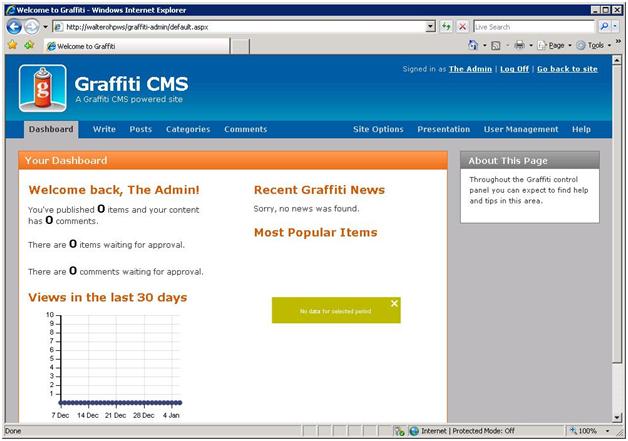 Welcome to Graffiti - Windows Internet Explorer
http://walterohpws/graffiti-admin/default.aspx
Live Search
Welcome to Graffiti
Page
Tools
Signed in as The Admin | Log Off | Go back to site
g
Graffiti CMS
A Graffiti CMS powered site
Dashboard Write Posts Categories Comments Site Options Presentation User Management Help
Your Dashboard
Welcome back, The Admin!
You've published 0 items and your content
has 0 comments.
There are 0 items waiting for approval.
There are 0 comments waiting for approval.
Views in the last 30 days
10
9
8
7
6
5
4
3
2
1
7 Dec 14 Dec 21 Dec 28 Dec 4 Jan
Recent Graffiti News
Sorry, no news was found.
Most Popular Items
No data for selected period
About This Page
Throughout the Graffiti control
panel you can expect to find help
and tips in this area.
Done
Internet | Protected Mode: Off
100%